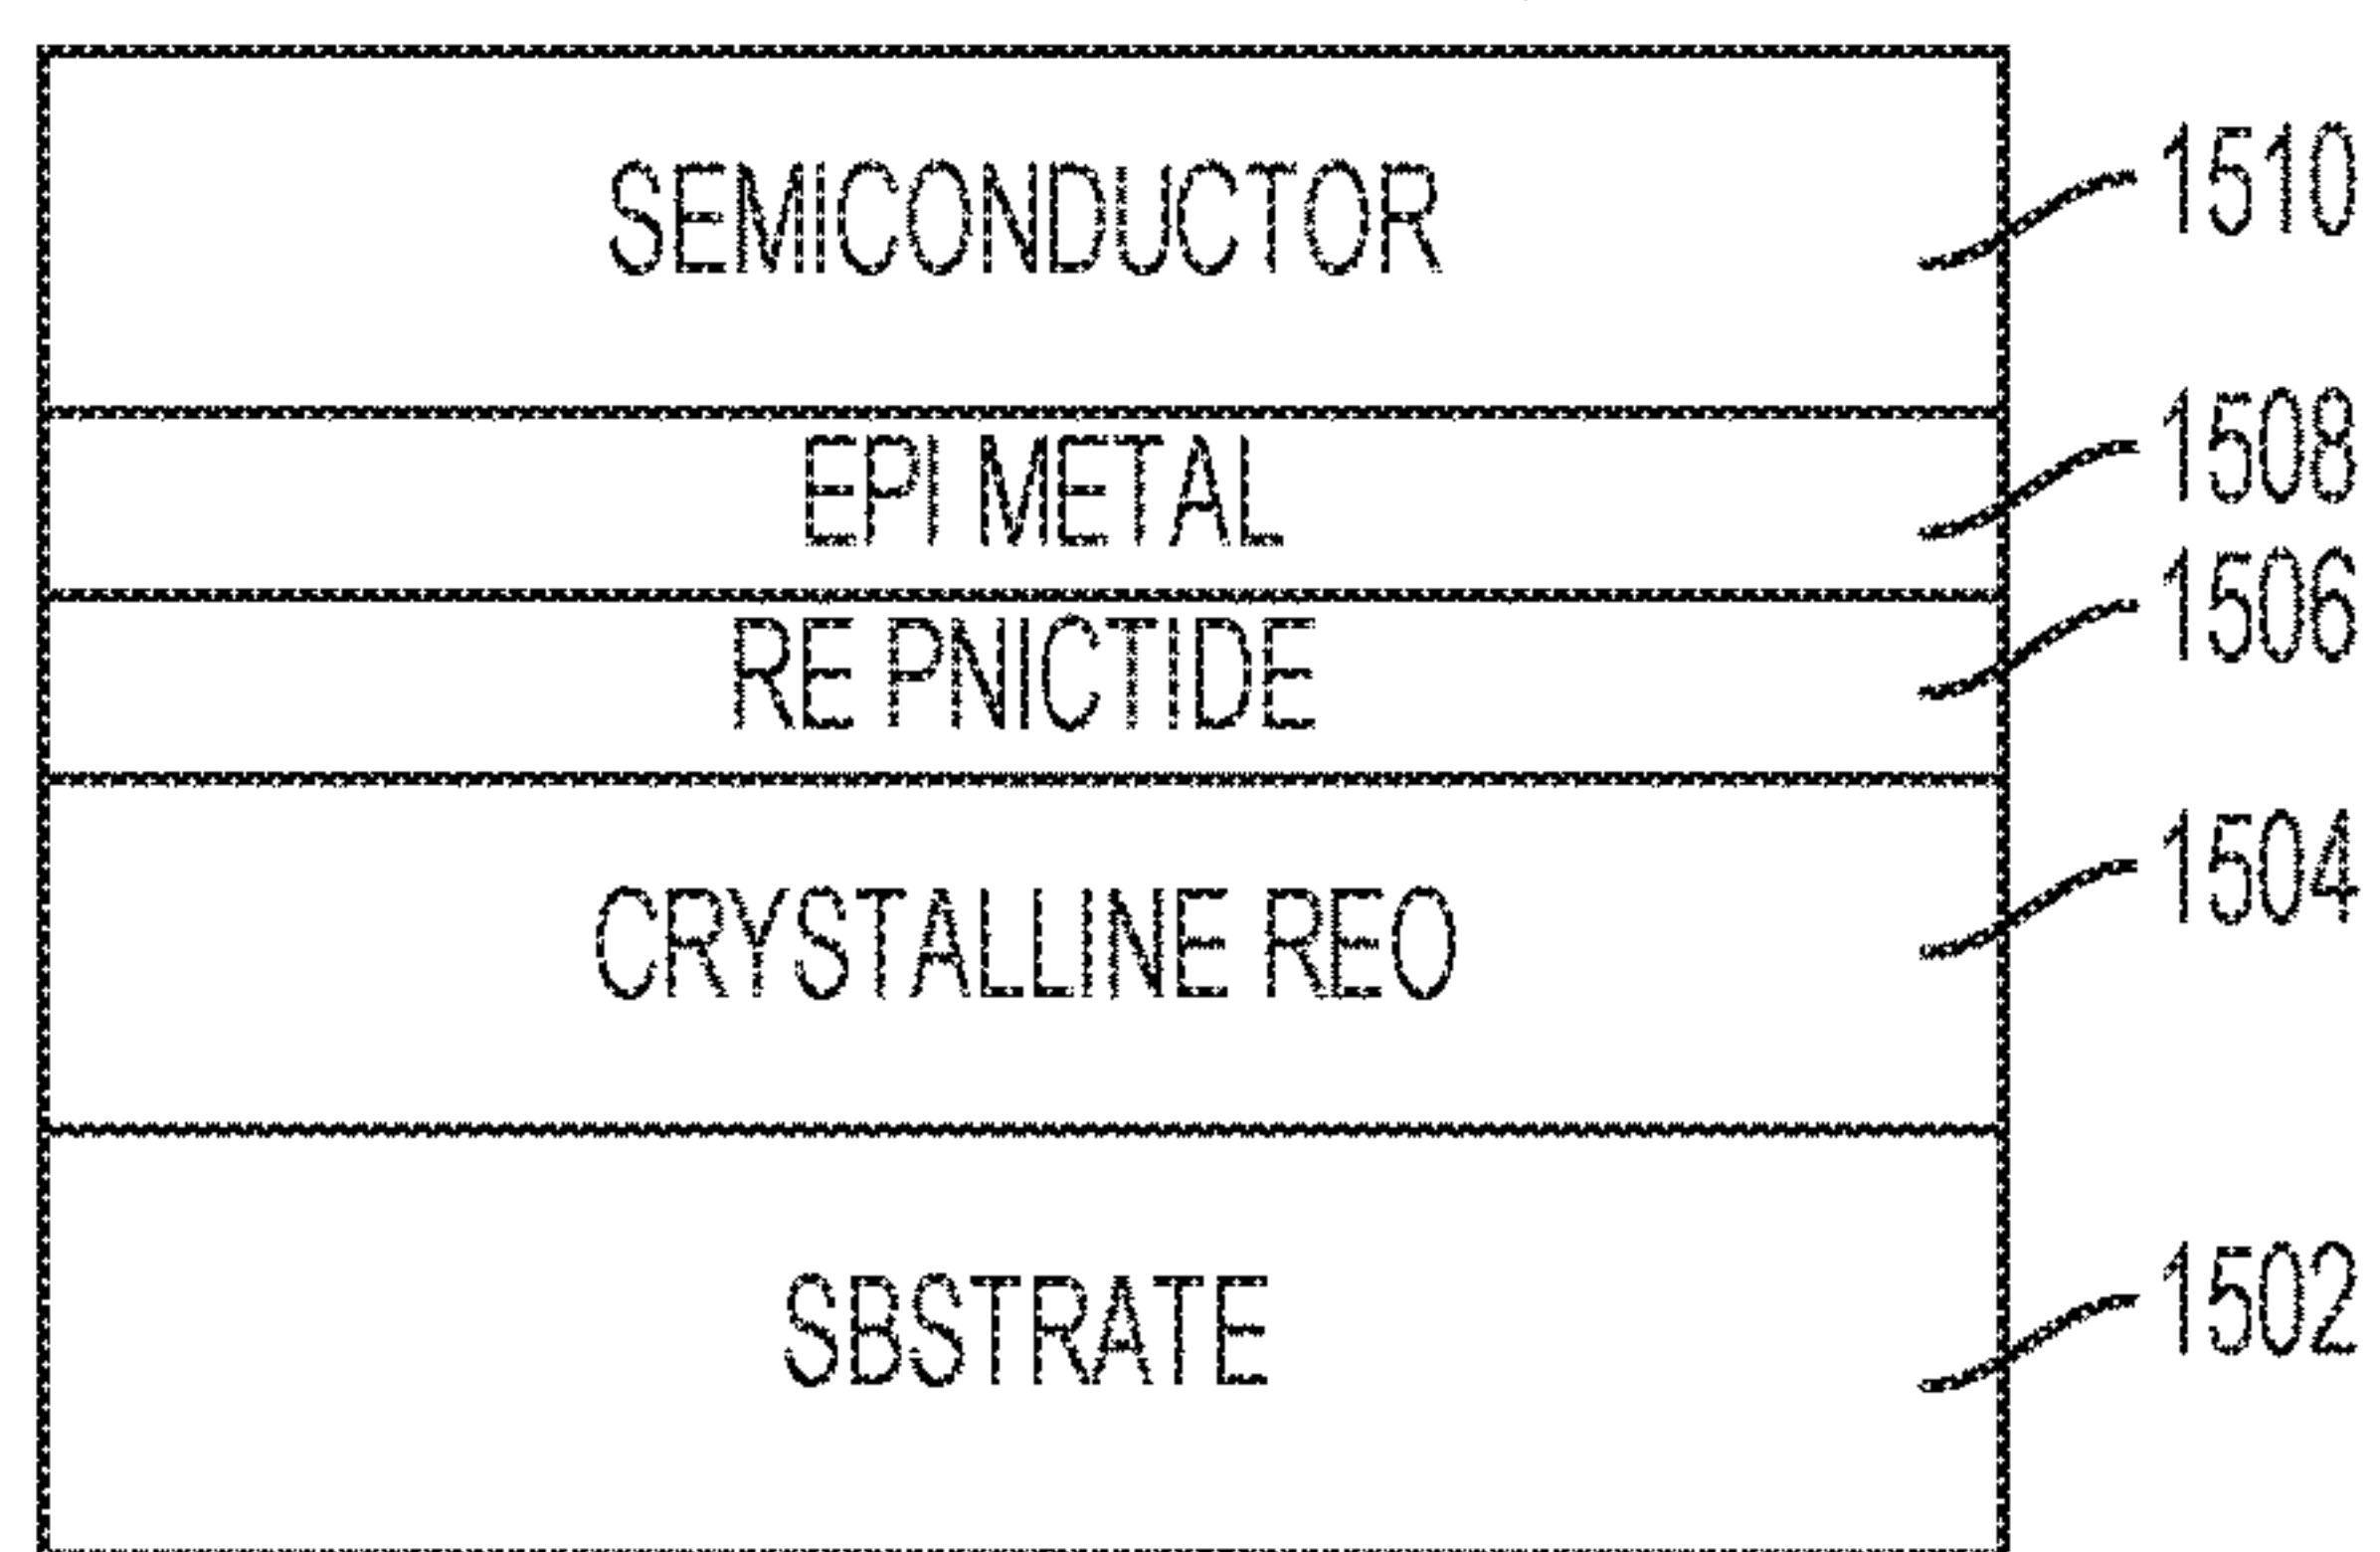 SEMICONDUCTOR
1510
EPI METAL
1508
RE PNICTIDE
1506
CRYSTALLINE REO
1504
SBSTRATE
1502